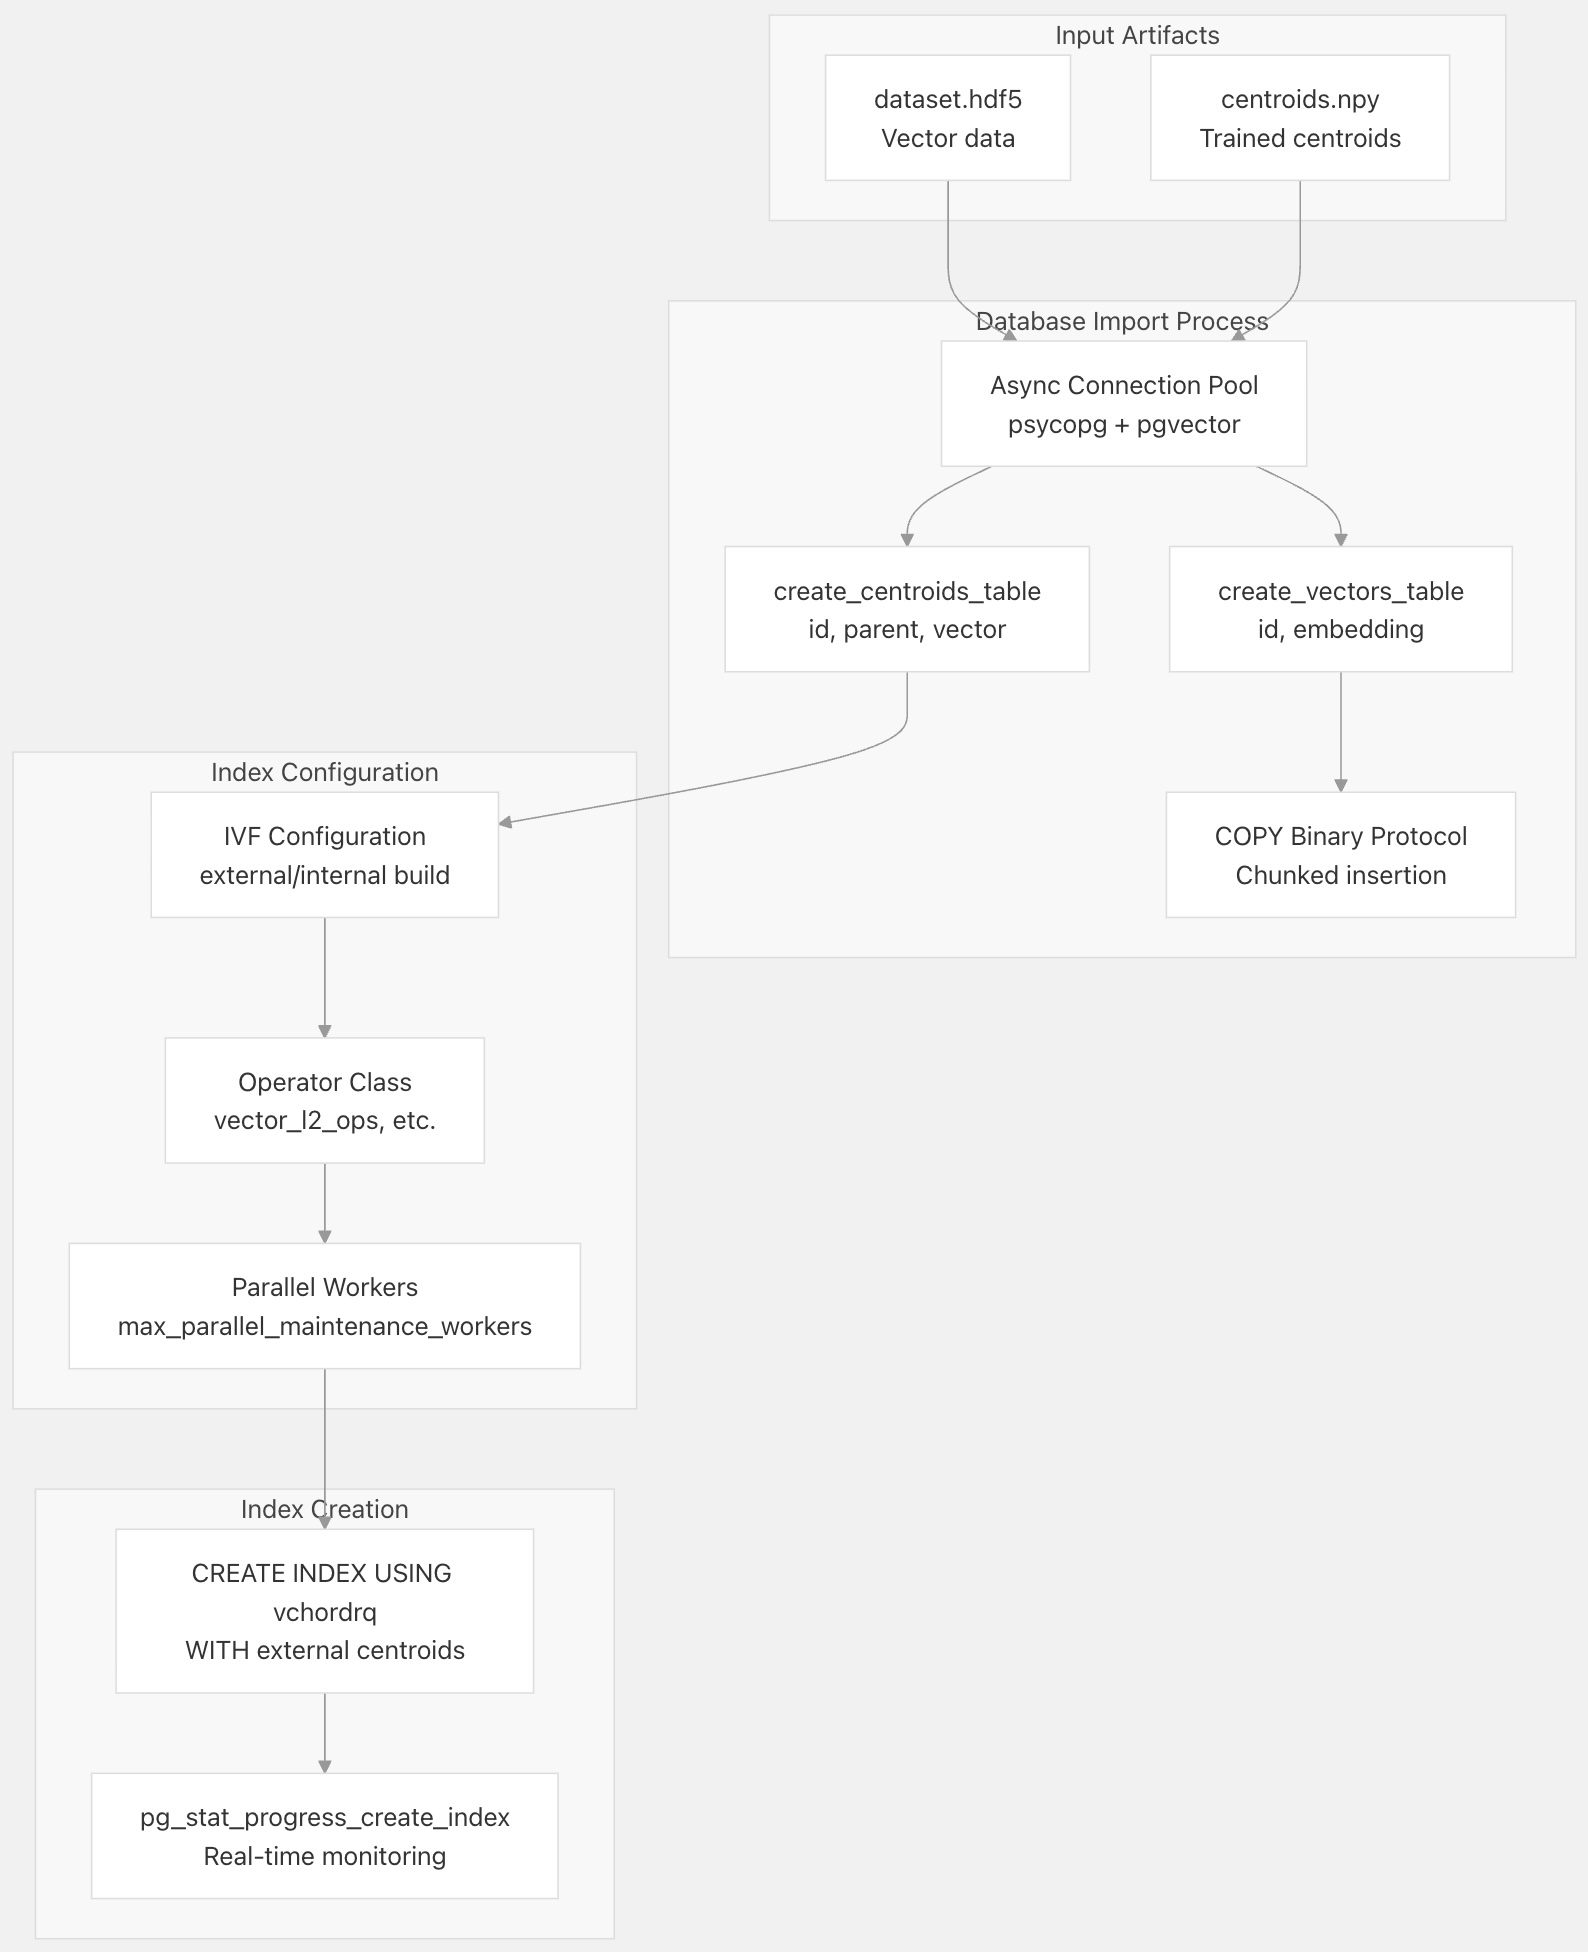 Input Artifacts
dataset.hdf5
Vector data
centroids.npy
Trained centroids
Database Import Process
Async Connection Pool
psycopg + pgvector
create_centroids_table
id, parent, vector
create_vectors_table
id, embedding
COPY Binary Protocol
Chunked insertion
Index Configuration
IVF Configuration
external/internal build
Operator Class
vector_l2_ops, etc.
Parallel Workers
max_parallel_maintenance_workers
Index Creation
CREATE INDEX USING
vchordrq
WITH external centroids
pg_stat_progress_create_index
Real-time monitoring